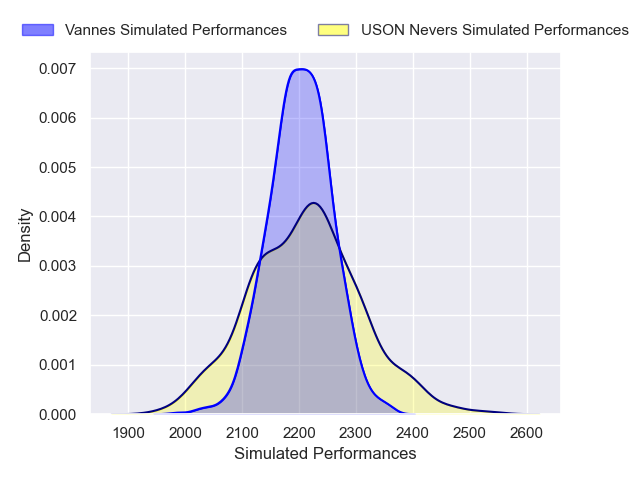 Vannes Simulated Performances
USON Nevers Simulated Performances
0.007
0.006
0.005
0.004
0.003
0.002
0.001
0.000
Density
1900 2000 2100 2200 2300 2400 2500 2600
Simulated Performances